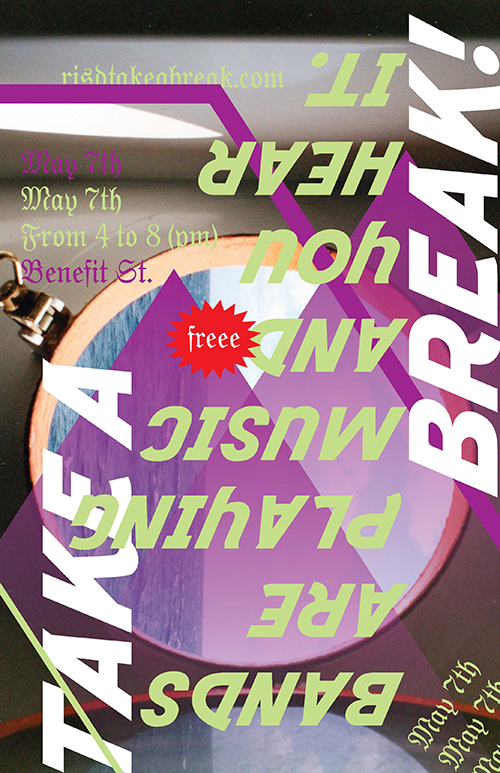 risdtakeabreak.com
May 7th
May 7th
From 4 to 8 (pm)
Benefit St.
freee
TAKE A
BREAK!
BANDS
ARE
PLAYING
MUSIC
AND
YOU
HEAR
IT.
May 7th
May 7th